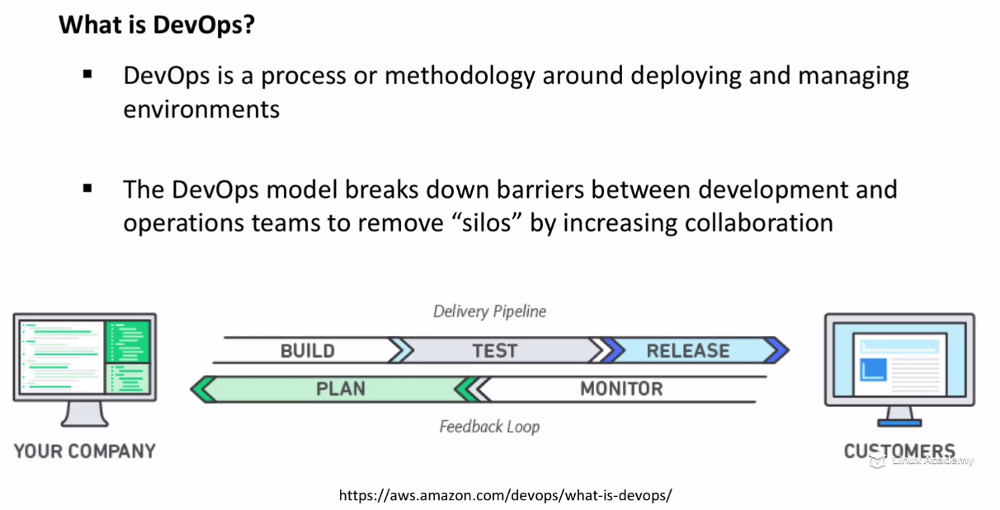 What is DevOps?
▪ DevOps is a process or methodology around deploying and managing
environments
▪ The DevOps model breaks down barriers between development and
operations teams to remove “silos” by increasing collaboration
Delivery Pipeline
BUILD TEST RELEASE
PLAN MONITOR
Feedback Loop
YOUR COMPANY
CUSTOMERS
Linux Academy
https://aws.amazon.com/devops/what-is-devops/